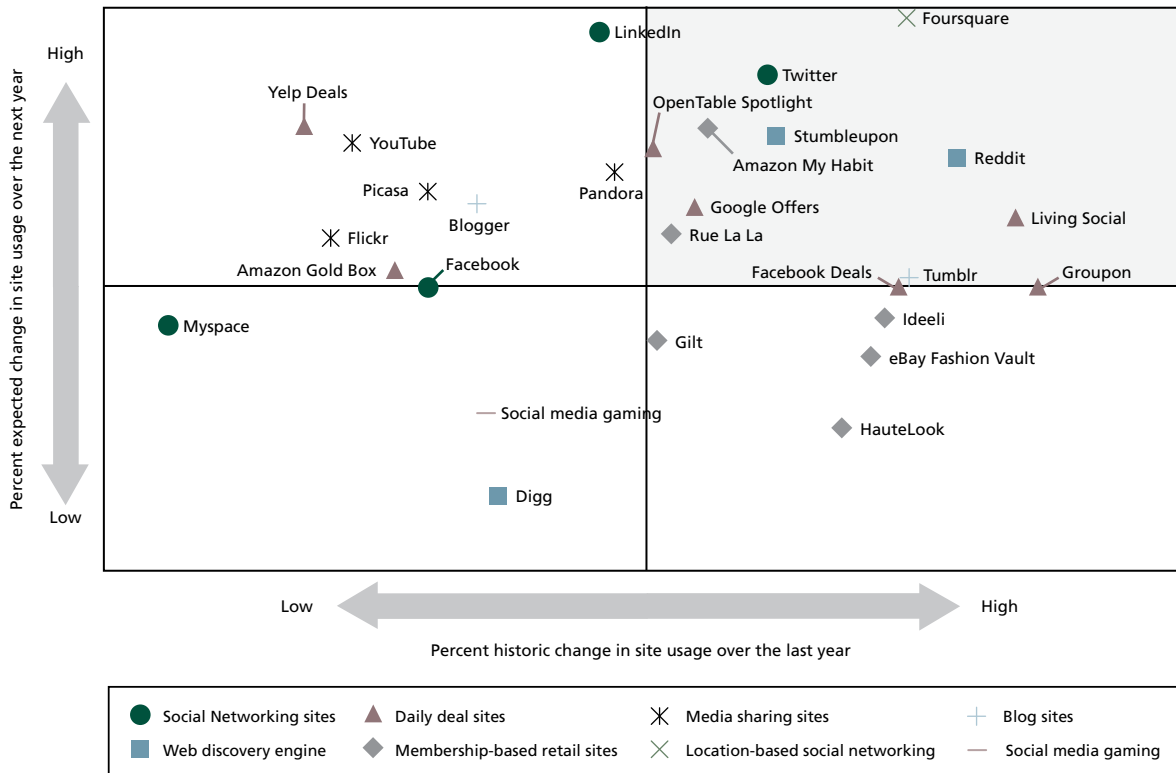 Foursquare
LinkedIn
High
Twitter
Yelp Deals
OpenTable Spotlight
YouTube
Stumbleupon
Reddit
Amazon My Habit
Picasa
Pandora
Blogger
Google Offers
Living Social
Flickr
Rue La La
Amazon Gold Box
Facebook
Facebook Deals
Tumblr
Groupon
Myspace
Ideeli
Gilt
eBay Fashion Vault
Social media gaming
HauteLook
Digg
Low
Percent expected change in site usage over the next year
Low
High
Percent historic change in site usage over the last year
Social Networking sites
Daily deal sites
Media sharing sites
Blog sites
Web discovery engine
Membership-based retail sites
Location-based social networking
Social media gaming